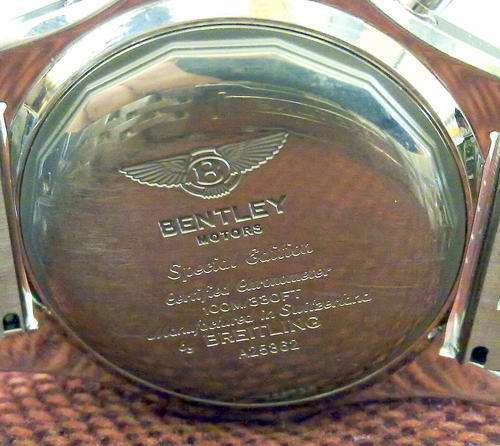 B
BENTLEY
MOTORS
Special Edition
Certified Chronometer
100M/330FT
Manufactured in Switzerland
by BREITLING
A25362